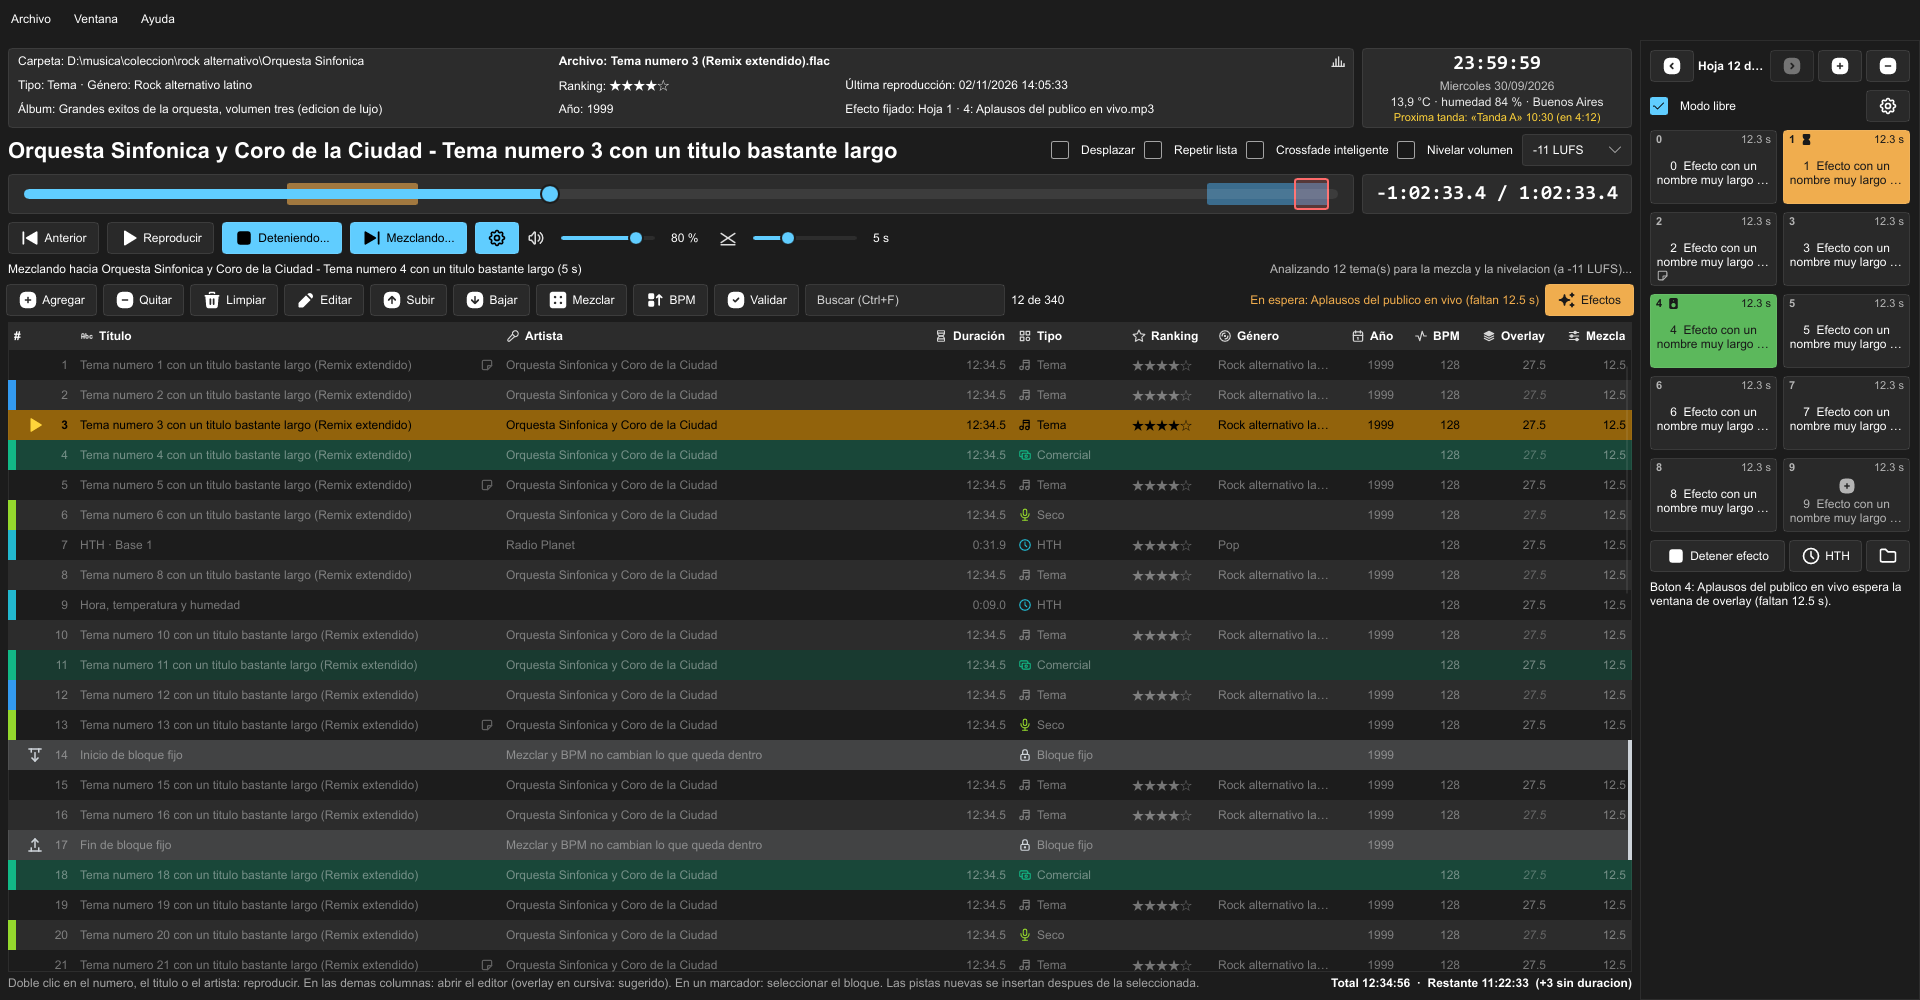 Archivo Ventana Ayuda
Carpeta: D:\musica\coleccion\rock alternativo\Orquesta Sinfonica
Archivo: Tema numero 3 (Remix extendido).flac
Tipo: Tema · Género: Rock alternativo latino
Ranking: ★★★★☆
Última reproducción: 02/11/2026 14:05:33
Álbum: Grandes exitos de la orquesta, volumen tres (edicion de lujo)
Año: 1999
Efecto fijado: Hoja 1 · 4: Aplausos del publico en vivo.mp3
23:59:59
Miercoles 30/09/2026
13,9 °C · humedad 84 % · Buenos Aires
Proxima tanda: «Tanda A» 10:30 (en 4:12)
Orquesta Sinfonica y Coro de la Ciudad - Tema numero 3 con un titulo bastante largo
Desplazar Repetir lista Crossfade inteligente Nivelar volumen -11 LUFS
-1:02:33.4 / 1:02:33.4
Anterior Reproducir Deteniendo... Mezclando... 80 % 5 s
Mezclando hacia Orquesta Sinfonica y Coro de la Ciudad - Tema numero 4 con un titulo bastante largo (5 s)
Analizando 12 tema(s) para la mezcla y la nivelacion (a -11 LUFS)...
Agregar Quitar Limpiar Editar Subir Bajar Mezclar BPM Validar Buscar (Ctrl+F) 12 de 340
En espera: Aplausos del publico en vivo (faltan 12.5 s) Efectos
# Título Artista Duración Tipo Ranking Género Año BPM Overlay Mezcla
1 Tema numero 1 con un titulo bastante largo (Remix extendido) Orquesta Sinfonica y Coro de la Ciudad 12:34.5 Tema ★★★★☆ Rock alternativo la... 1999 128 27.5 12.5
2 Tema numero 2 con un titulo bastante largo (Remix extendido) Orquesta Sinfonica y Coro de la Ciudad 12:34.5 Tema ★★★★☆ Rock alternativo la... 1999 128 27.5 12.5
3 Tema numero 3 con un titulo bastante largo (Remix extendido) Orquesta Sinfonica y Coro de la Ciudad 12:34.5 Tema ★★★★☆ Rock alternativo la... 1999 128 27.5 12.5
4 Tema numero 4 con un titulo bastante largo (Remix extendido) Orquesta Sinfonica y Coro de la Ciudad 12:34.5 Comercial 128 27.5 12.5
5 Tema numero 5 con un titulo bastante largo (Remix extendido) Orquesta Sinfonica y Coro de la Ciudad 12:34.5 Tema ★★★★☆ Rock alternativo la... 1999 128 27.5 12.5
6 Tema numero 6 con un titulo bastante largo (Remix extendido) Orquesta Sinfonica y Coro de la Ciudad 12:34.5 Seco 1999 128 27.5 12.5
7 HTH · Base 1 Radio Planet 0:31.9 HTH ★★★★☆ Pop 128 27.5 12.5
8 Tema numero 8 con un titulo bastante largo (Remix extendido) Orquesta Sinfonica y Coro de la Ciudad 12:34.5 Tema ★★★★☆ Rock alternativo la... 1999 128 27.5 12.5
9 Hora, temperatura y humedad 0:09.0 HTH 128 27.5 12.5
10 Tema numero 10 con un titulo bastante largo (Remix extendido) Orquesta Sinfonica y Coro de la Ciudad 12:34.5 Tema ★★★★☆ Rock alternativo la... 1999 128 27.5 12.5
11 Tema numero 11 con un titulo bastante largo (Remix extendido) Orquesta Sinfonica y Coro de la Ciudad 12:34.5 Comercial 128 27.5 12.5
12 Tema numero 12 con un titulo bastante largo (Remix extendido) Orquesta Sinfonica y Coro de la Ciudad 12:34.5 Tema ★★★★☆ Rock alternativo la... 1999 128 27.5 12.5
13 Tema numero 13 con un titulo bastante largo (Remix extendido) Orquesta Sinfonica y Coro de la Ciudad 12:34.5 Seco 1999 128 27.5 12.5
14 Inicio de bloque fijo Mezclar y BPM no cambian lo que queda dentro Bloque fijo 1999
15 Tema numero 15 con un titulo bastante largo (Remix extendido) Orquesta Sinfonica y Coro de la Ciudad 12:34.5 Tema ★★★★☆ Rock alternativo la... 1999 128 27.5 12.5
16 Tema numero 16 con un titulo bastante largo (Remix extendido) Orquesta Sinfonica y Coro de la Ciudad 12:34.5 Tema ★★★★☆ Rock alternativo la... 1999 128 27.5 12.5
17 Fin de bloque fijo Mezclar y BPM no cambian lo que queda dentro Bloque fijo 1999
18 Tema numero 18 con un titulo bastante largo (Remix extendido) Orquesta Sinfonica y Coro de la Ciudad 12:34.5 Comercial 128 27.5 12.5
19 Tema numero 19 con un titulo bastante largo (Remix extendido) Orquesta Sinfonica y Coro de la Ciudad 12:34.5 Tema ★★★★☆ Rock alternativo la... 1999 128 27.5 12.5
20 Tema numero 20 con un titulo bastante largo (Remix extendido) Orquesta Sinfonica y Coro de la Ciudad 12:34.5 Seco 1999 128 27.5 12.5
21 Tema numero 21 con un titulo bastante largo (Remix extendido) Orquesta Sinfonica y Coro de la Ciudad 12:34.5 Tema ★★★★☆ Rock alternativo la... 1999 128 27.5 12.5
Doble clic en el numero, el titulo o el artista: reproducir. En las demas columnas: abrir el editor (overlay en cursiva: sugerido). En un marcador: seleccionar el bloque. Las pistas nuevas se insertan despues de la seleccionada.
Total 12:34:56 · Restante 11:22:33 (+3 sin duracion)
Hoja 12 d...
Modo libre
0 12.3 s
0 Efecto con un
nombre muy largo ...
1 12.3 s
1 Efecto con un
nombre muy largo ...
2 12.3 s
2 Efecto con un
nombre muy largo ...
3 12.3 s
3 Efecto con un
nombre muy largo ...
4 12.3 s
4 Efecto con un
nombre muy largo ...
5 12.3 s
5 Efecto con un
nombre muy largo ...
6 12.3 s
6 Efecto con un
nombre muy largo ...
7 12.3 s
7 Efecto con un
nombre muy largo ...
8 12.3 s
8 Efecto con un
nombre muy largo ...
9 12.3 s
9 Efecto con un
nombre muy largo ...
Detener efecto HTH
Boton 4: Aplausos del publico en vivo espera la
ventana de overlay (faltan 12.5 s).